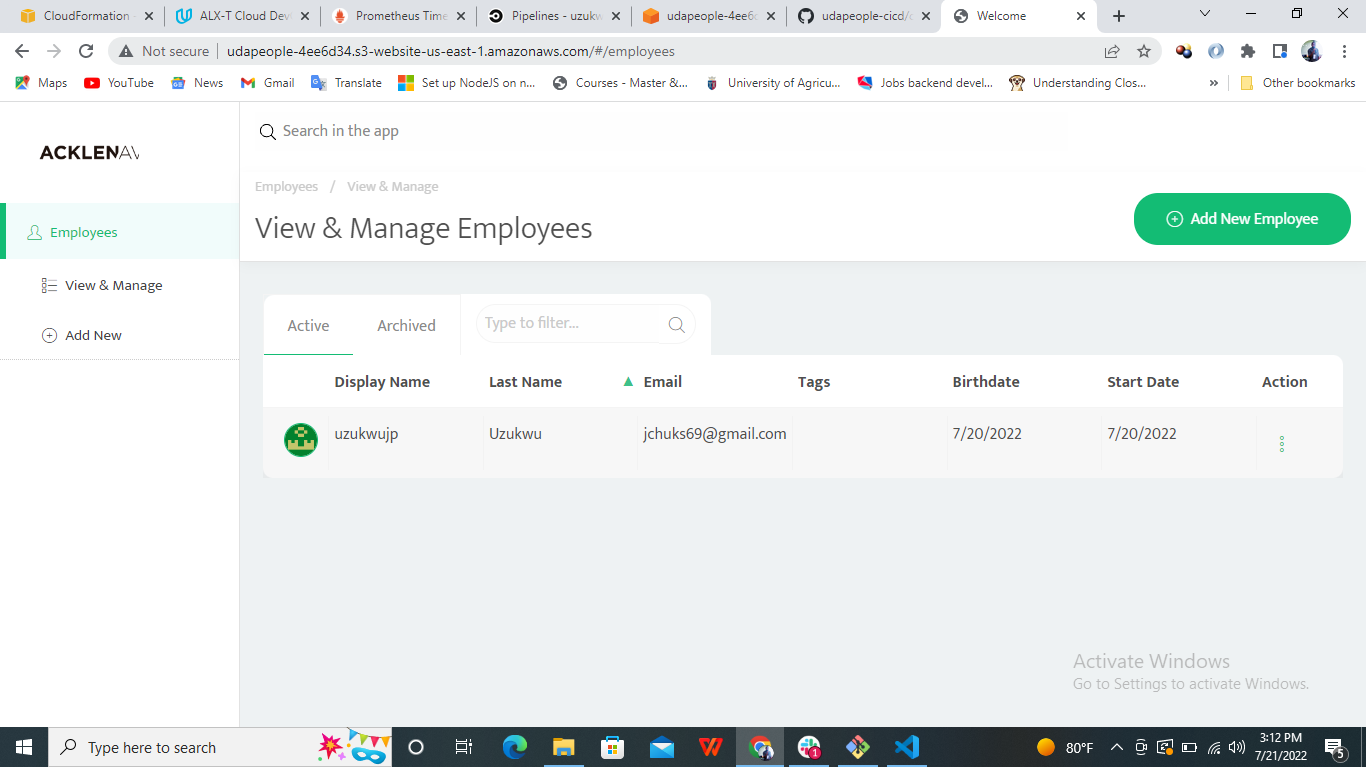 CloudFormation
ALX-T Cloud Dev
Prometheus Time
Pipelines - uzukw
udapeople-4ee6d
udapeople-cicd/
Welcome
Not secure
udapeople-4ee6d34.s3-website-us-east-1.amazonaws.com/#/employees
Maps
YouTube
News
Gmail
Translate
Set up NodeJS on n...
Courses - Master &...
University of Agricu...
Jobs backend devel...
Understanding Clos...
»
Other bookmarks
ACKLENAV
Search in the app
Employees / View & Manage
View & Manage Employees
Add New Employee
Employees
View & Manage
Add New
Active
Archived
Type to filter...
Display Name Last Name Email Tags Birthdate Start Date Action
uzukwujp Uzukwu jchuks69@gmail.com 7/20/2022 7/20/2022
Activate Windows
Go to Settings to activate Windows.
Type here to search
1
80°F
3:12 PM
7/21/2022
5